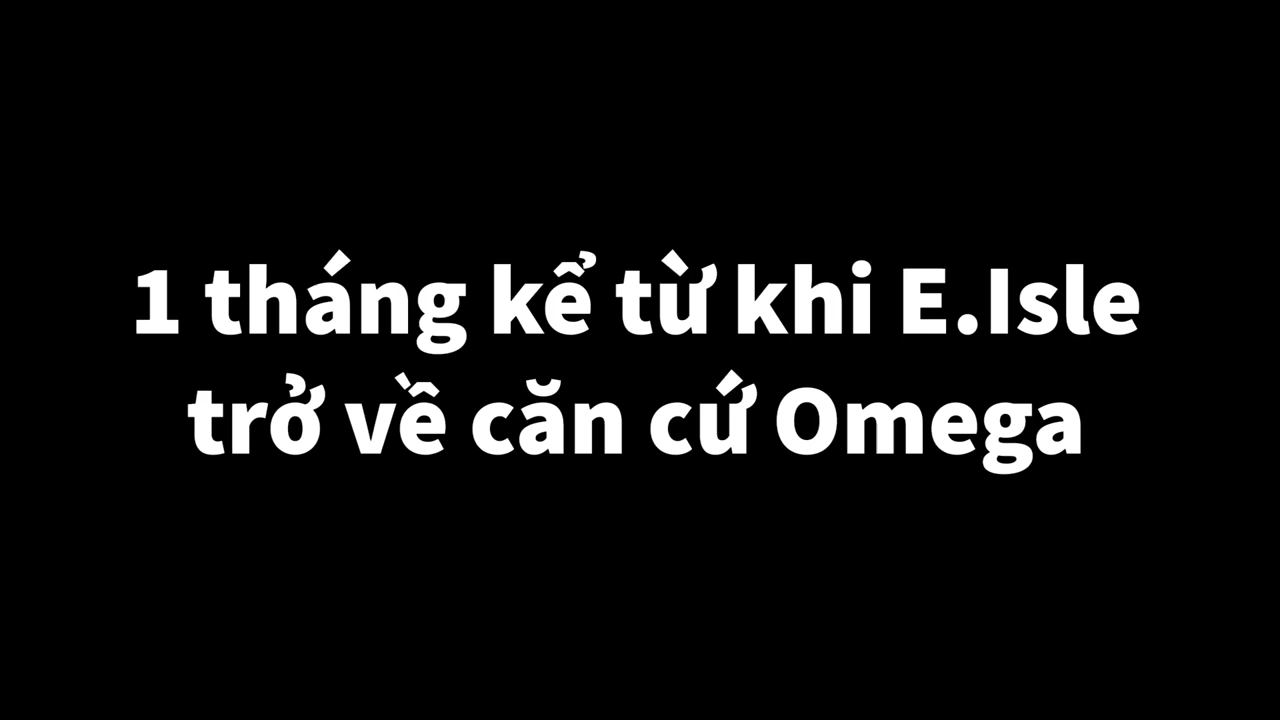 1 tháng kể từ khi E.Isle
trở về căn cứ Omega